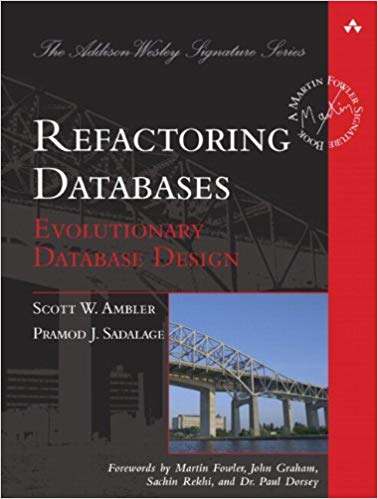 The Addison Wesley Signature Series
A MARTIN FOWLER SIGNATURE BOOK
Martin
REFACTORING
DATABASES
EVOLUTIONARY
DATABASE DESIGN
SCOTT W. AMBLER
PRAMOD J. SADALAGE
Forewords by Martin Fowler, John Graham,
Sachin Rekhi, and Dr. Paul Dorsey